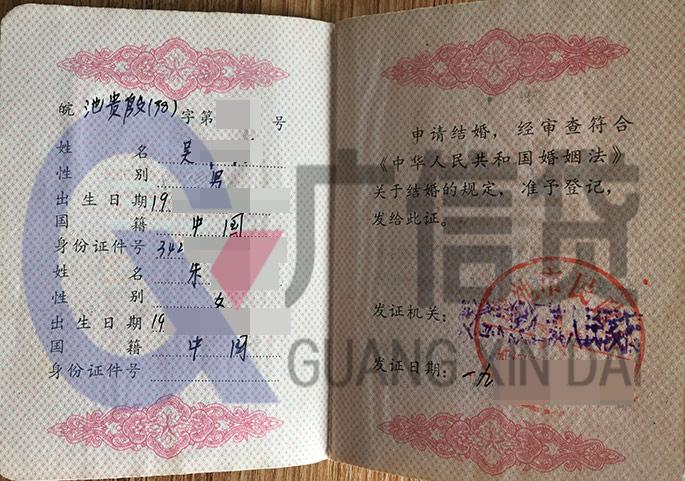 皖池贵殷(98)字第 号
姓 名 吴
性 别 男
出生日期 19
国 籍 中国
身份证件号 342
姓 名 朱
性 别 女
出生日期 19
国 籍 中国
身份证件号
申请结婚，经审查符合
《中华人民共和国婚姻法》
关于结婚的规定，准予登记，
发给此证。
发证机关：
发证日期：一九
市民
广信贷
GUANG XIN DAI